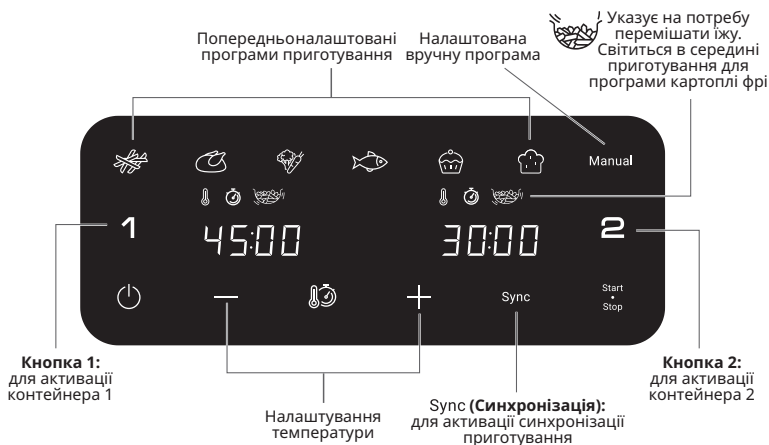 Попередньоналаштовані
програми приготування
Налаштована
вручну програма
Указує на потребу
перемішати їжу.
Світиться в середині
приготування для
програми картоплі фрі
Manual
1
45:00
30:00
2
Sync
Start
Stop
Кнопка 1:
для активації
контейнера 1
Налаштування
температури
Sync (Синхронізація):
для активації синхронізації
приготування
Кнопка 2:
для активації
контейнера 2